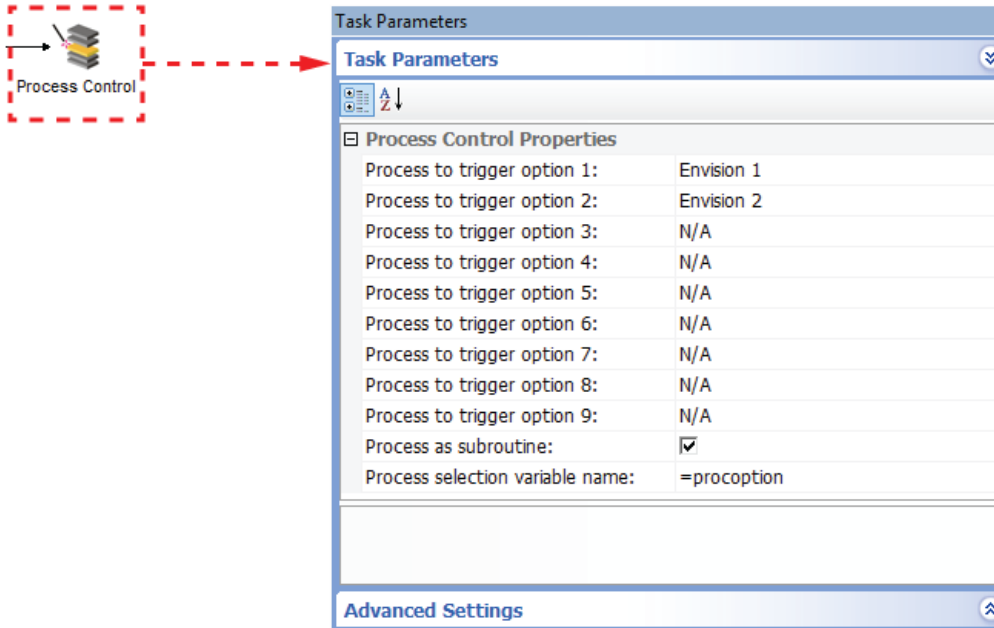 Process Control
Task Parameters
Task Parameters
A
Z
Process Control Properties
Process to trigger option 1: Envision 1
Process to trigger option 2: Envision 2
Process to trigger option 3: N/A
Process to trigger option 4: N/A
Process to trigger option 5: N/A
Process to trigger option 6: N/A
Process to trigger option 7: N/A
Process to trigger option 8: N/A
Process to trigger option 9: N/A
Process as subroutine:
Process selection variable name: =procoption
Advanced Settings